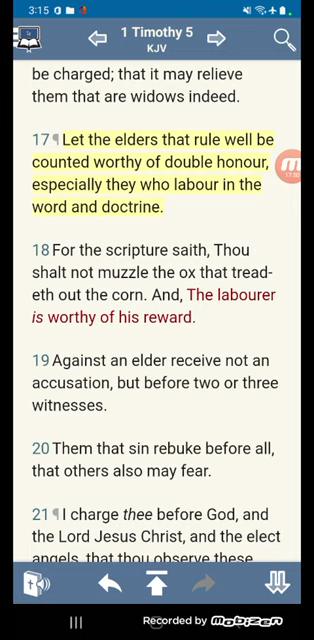 3:15
1 Timothy 5
KJV
be charged; that it may relieve
them that are widows indeed.
17 ¶ Let the elders that rule well be
counted worthy of double honour,
especially they who labour in the
word and doctrine.
18 For the scripture saith, Thou
shalt not muzzle the ox that tread-
eth out the corn. And, The labourer
is worthy of his reward.
19 Against an elder receive not an
accusation, but before two or three
witnesses.
20 Them that sin rebuke before all,
that others also may fear.
21 ¶ I charge thee before God, and
the Lord Jesus Christ, and the elect
angels, that thou observe these
Recorded by Mobizen